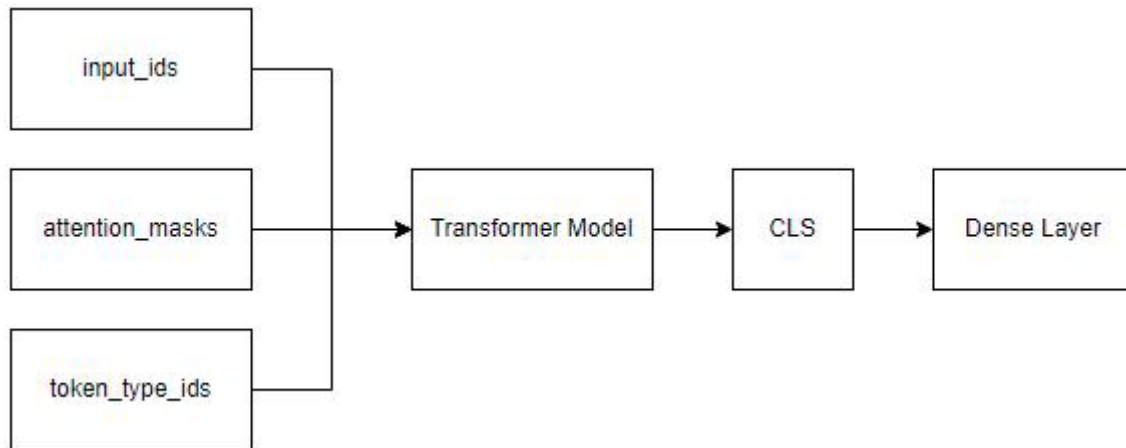 input_ids
attention_masks
Transformer Model
CLS
Dense Layer
token_type_ids